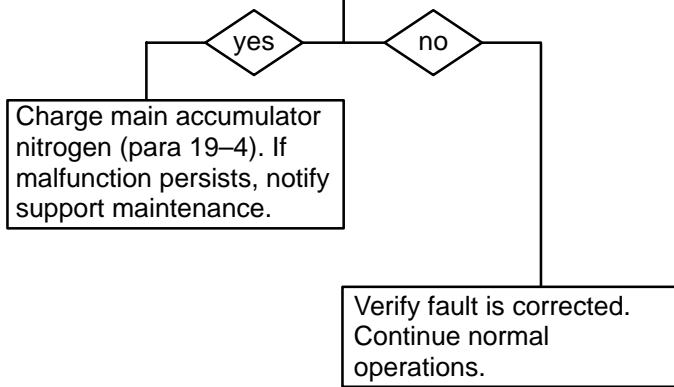 yes
no
Charge main accumulator
nitrogen (para 19–4). If
malfunction persists, notify
support maintenance.
Verify fault is corrected.
Continue normal
operations.